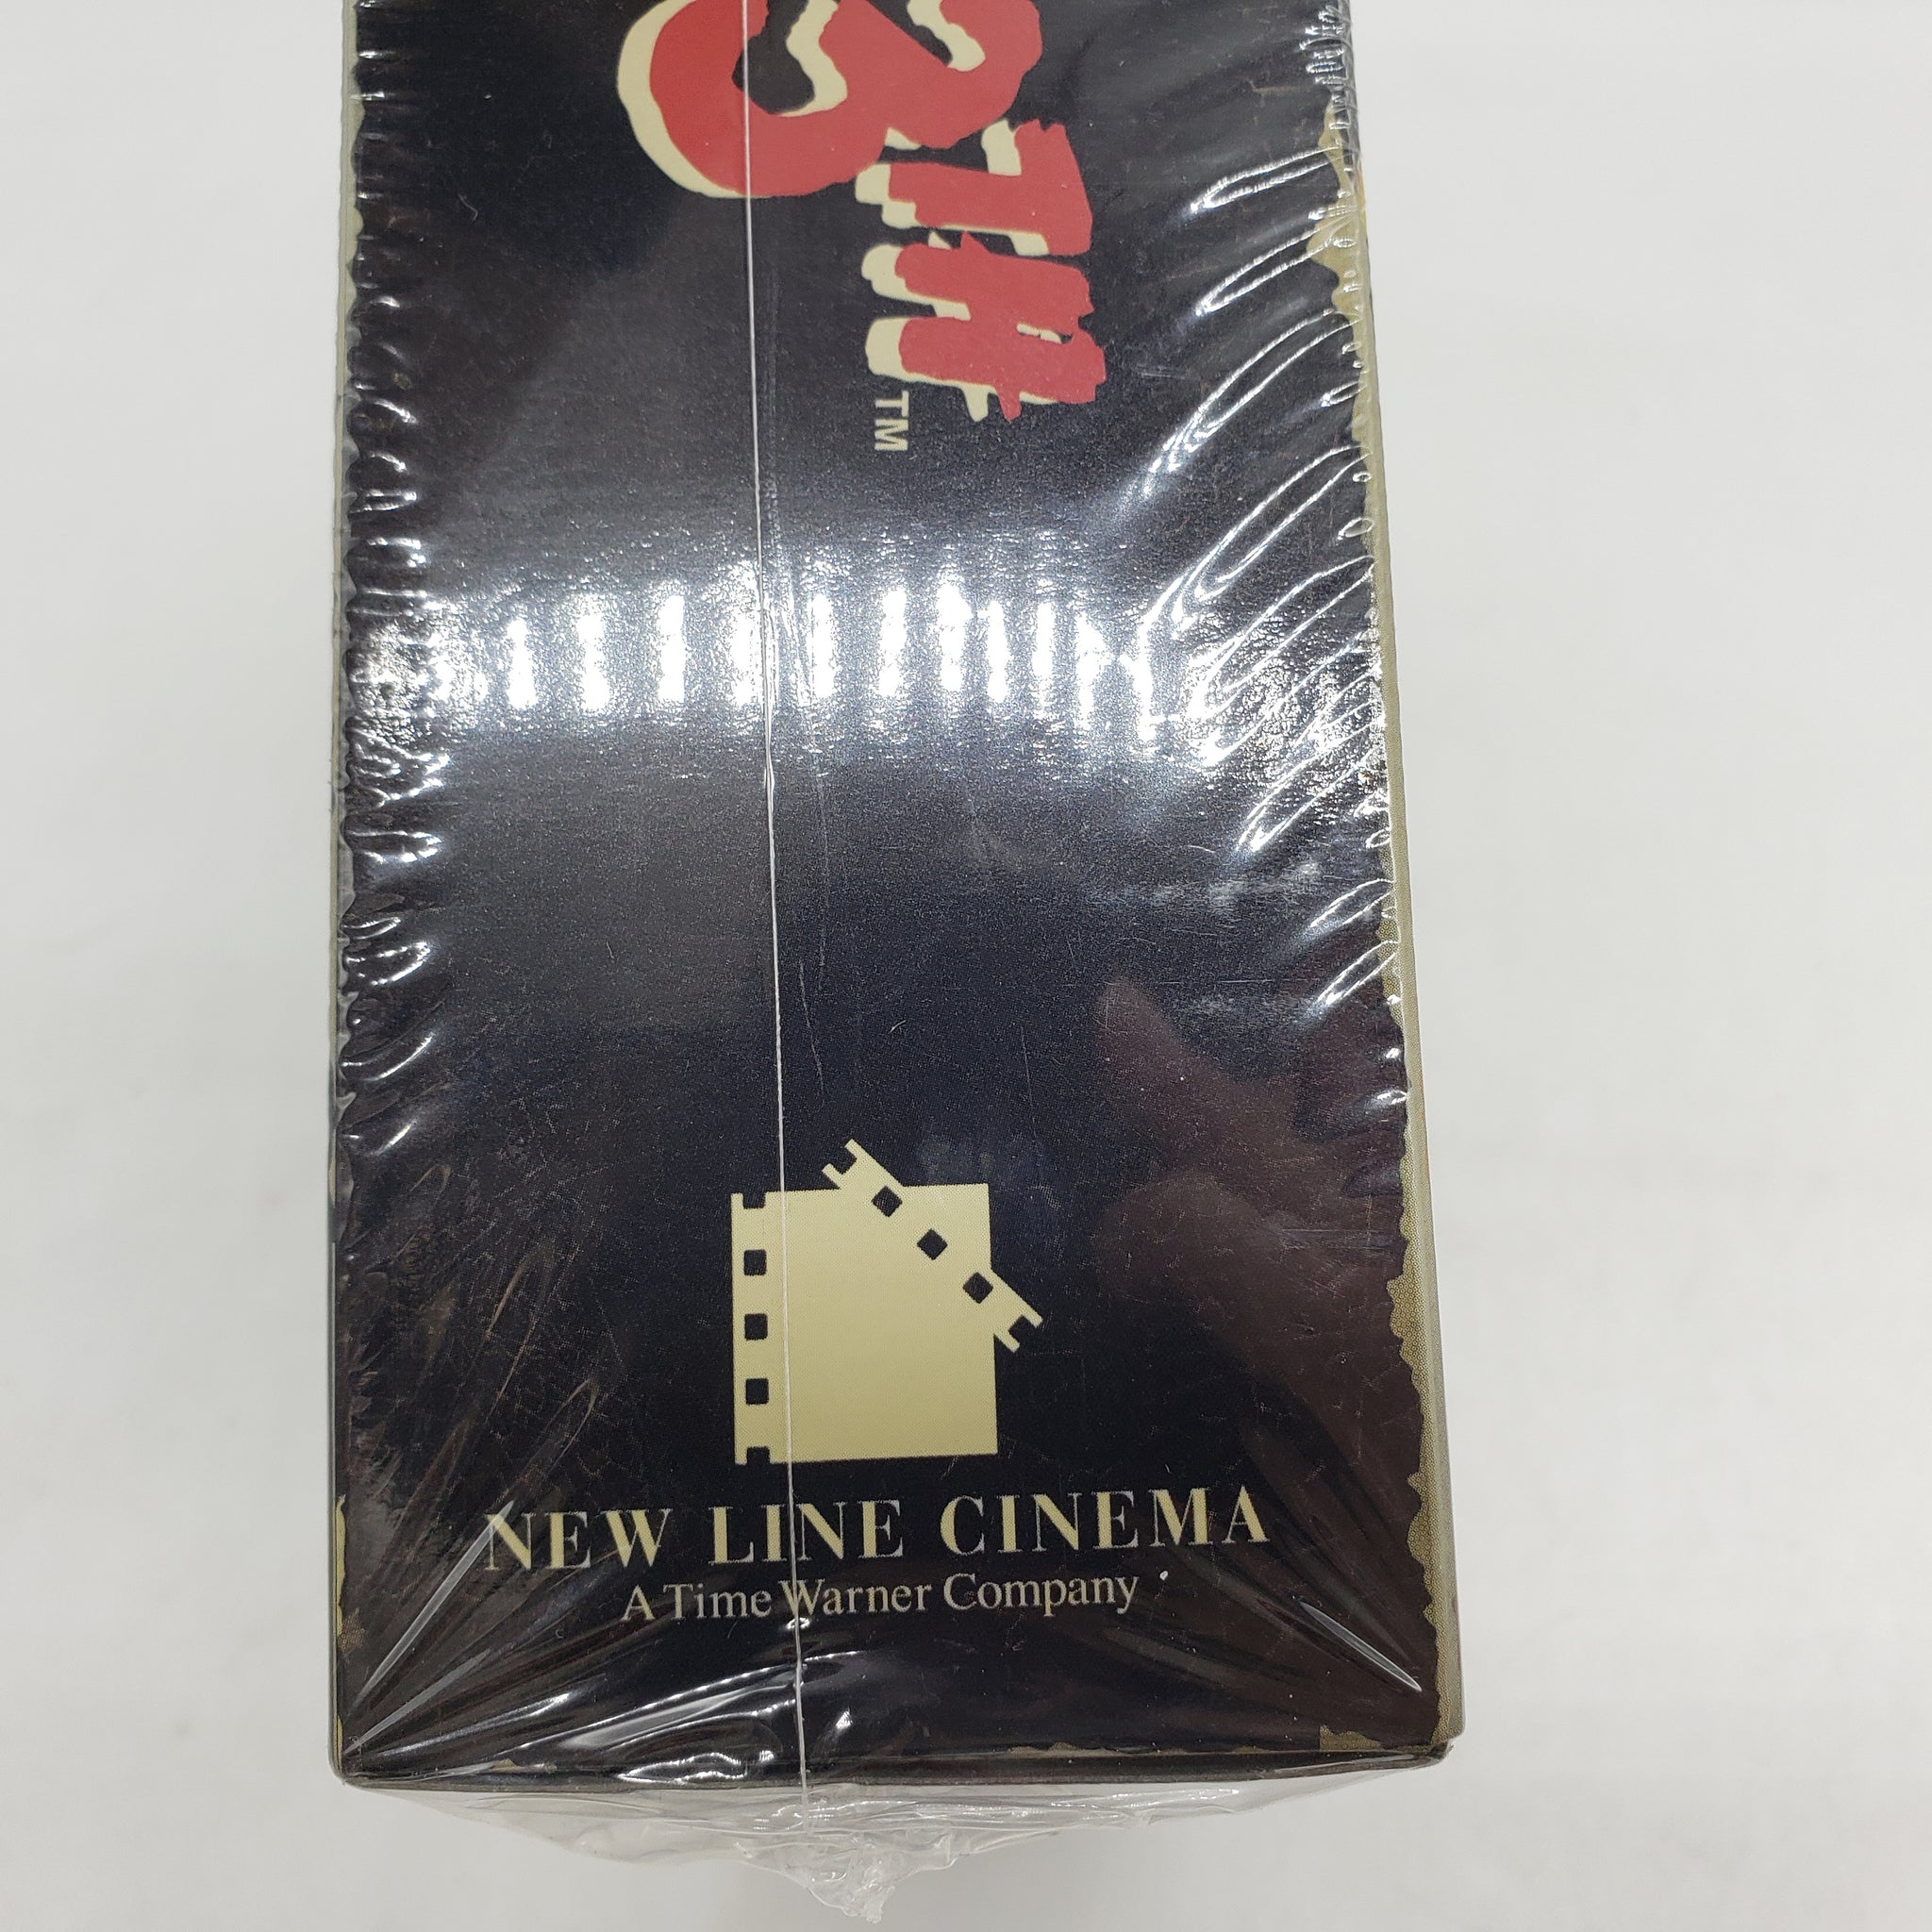 3TH
TM
NEW LINE CINEMA
A Time Warner Company